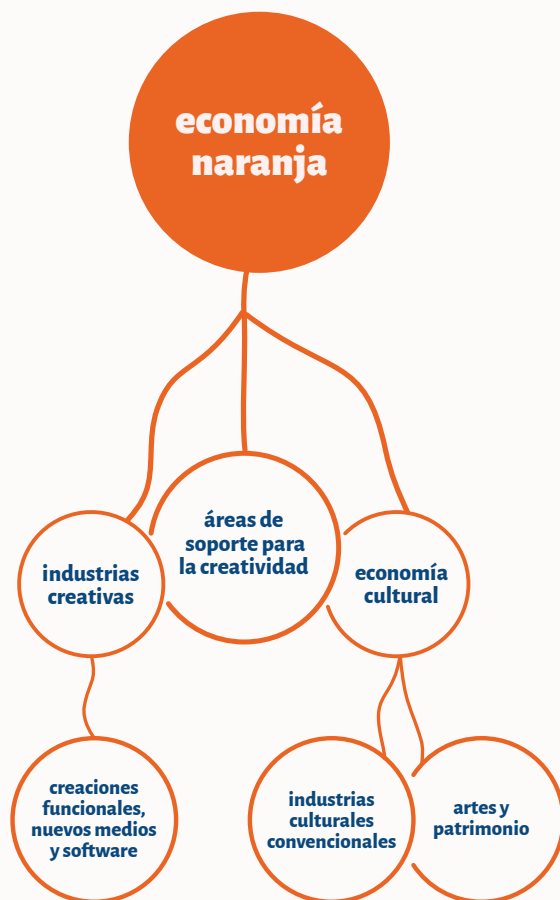 economía
naranja
áreas de
soporte para
la creatividad
industrias
creativas
economía
cultural
creaciones
funcionales,
nuevos medios
y software
industrias
culturales
convencionales
artes y
patrimonio